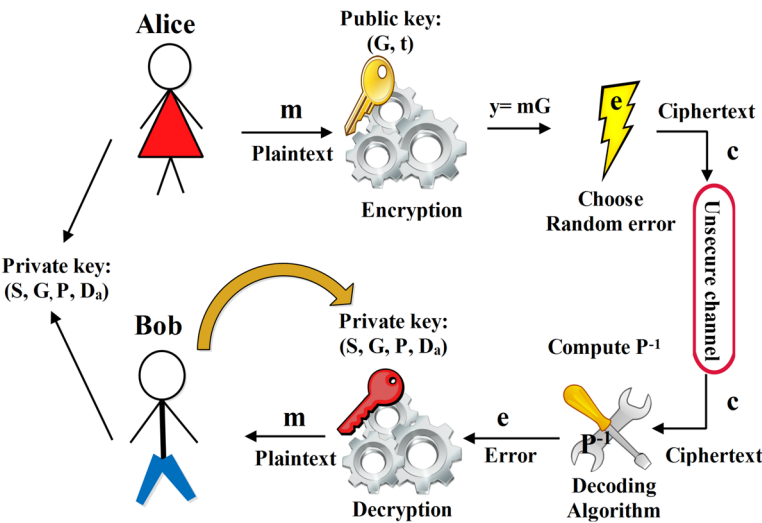 Alice
Public key:
(G, t)
m
Plaintext
Encryption
y= mG
e
Choose
Random error
Ciphertext
c
Unsecure channel
Private key:
(S, G, P, Dₐ)
Bob
Private key:
(S, G, P, Dₐ)
Compute P⁻¹
c
Ciphertext
P⁻¹
Decoding
Algorithm
e
Error
Decryption
m
Plaintext